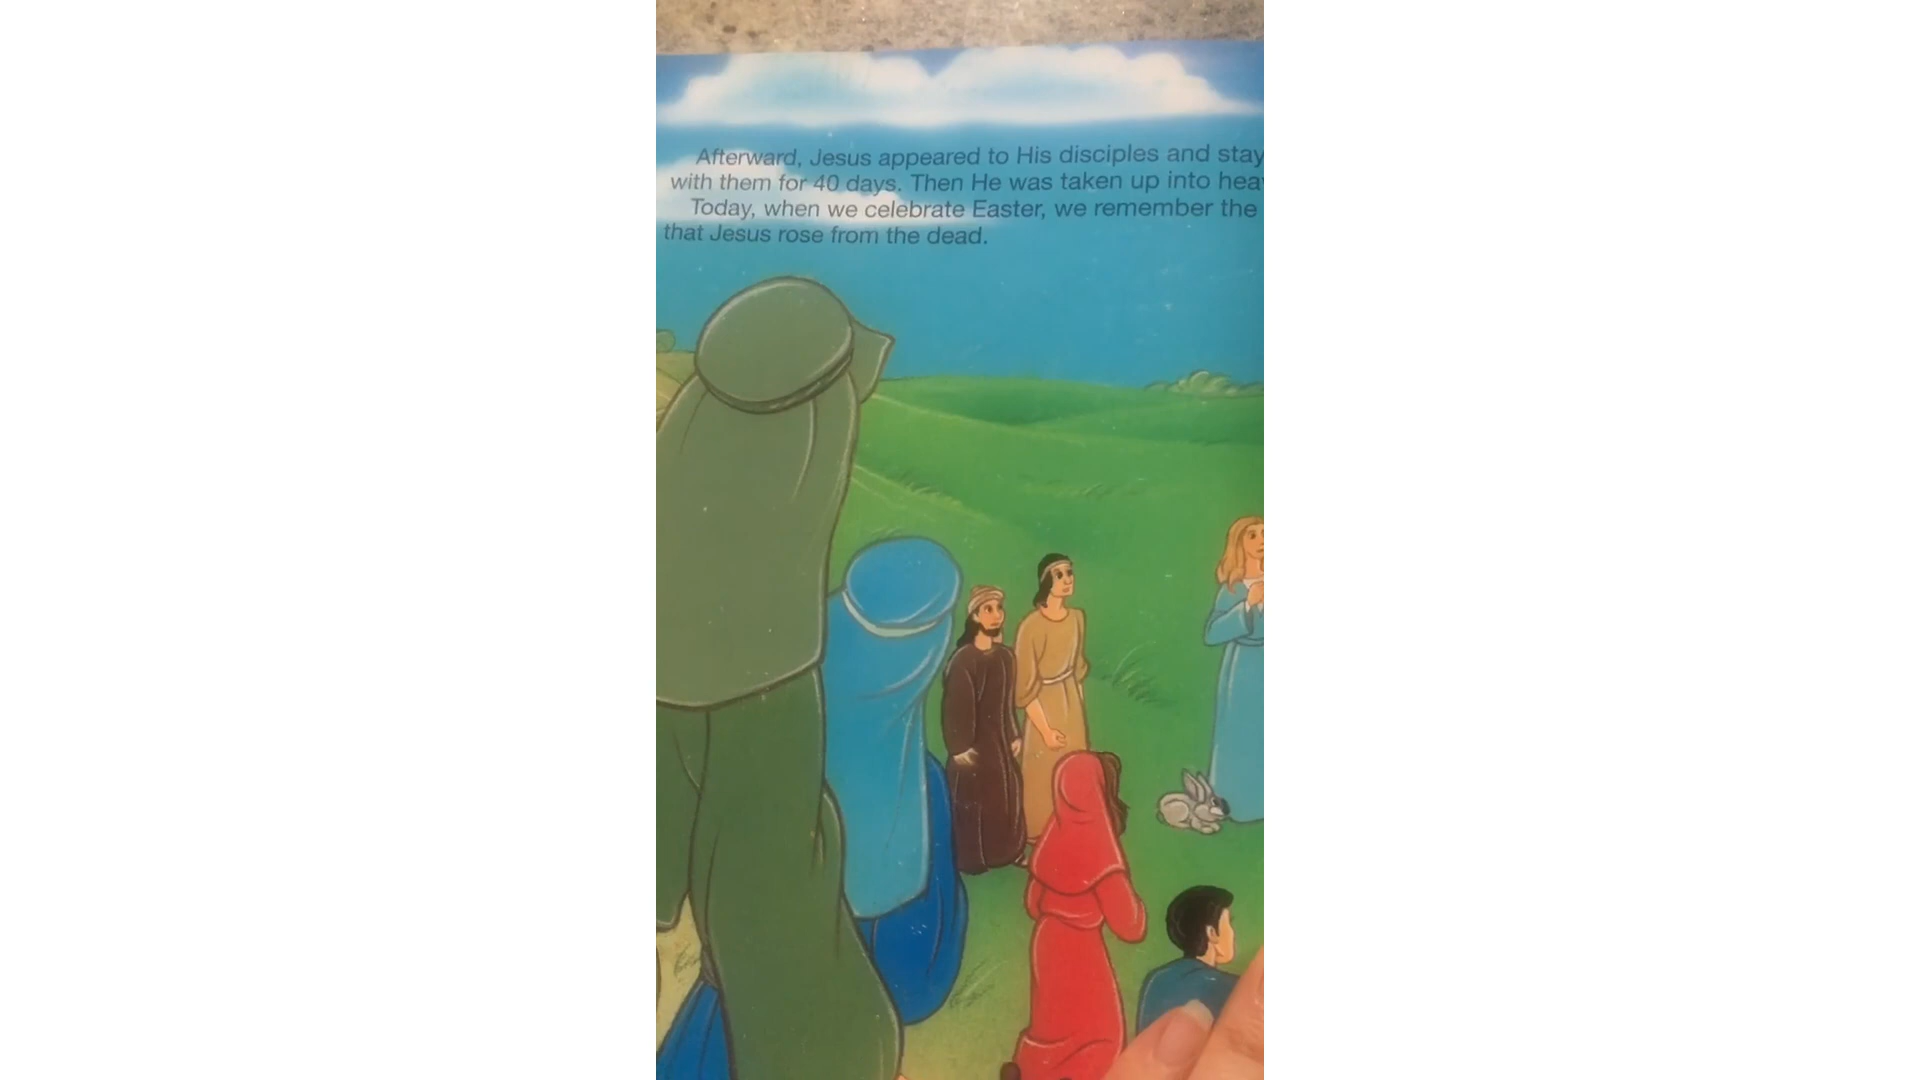 Afterward, Jesus appeared to His disciples and stay
with them for 40 days. Then He was taken up into hea
Today, when we celebrate Easter, we remember the
that Jesus rose from the dead.